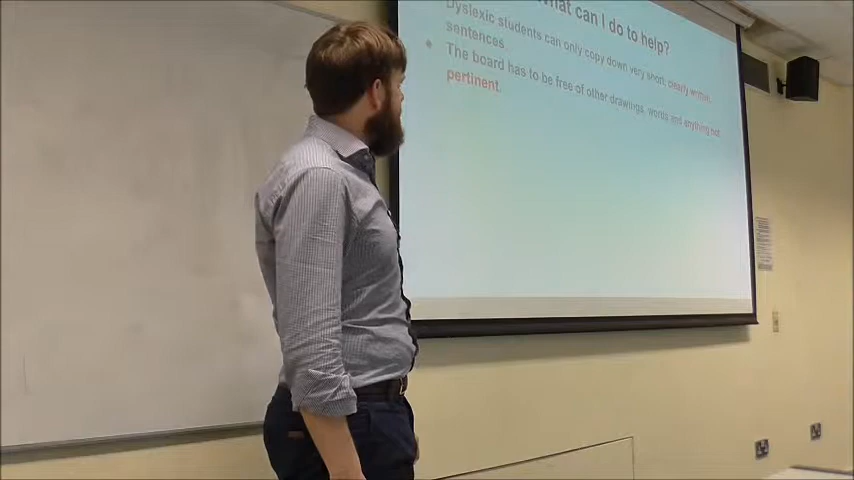 What can I do to help?
Dyslexic students can only copy down very short, clearly written
sentences
The board has to be free of other drawings, words and anything not
pertinent.